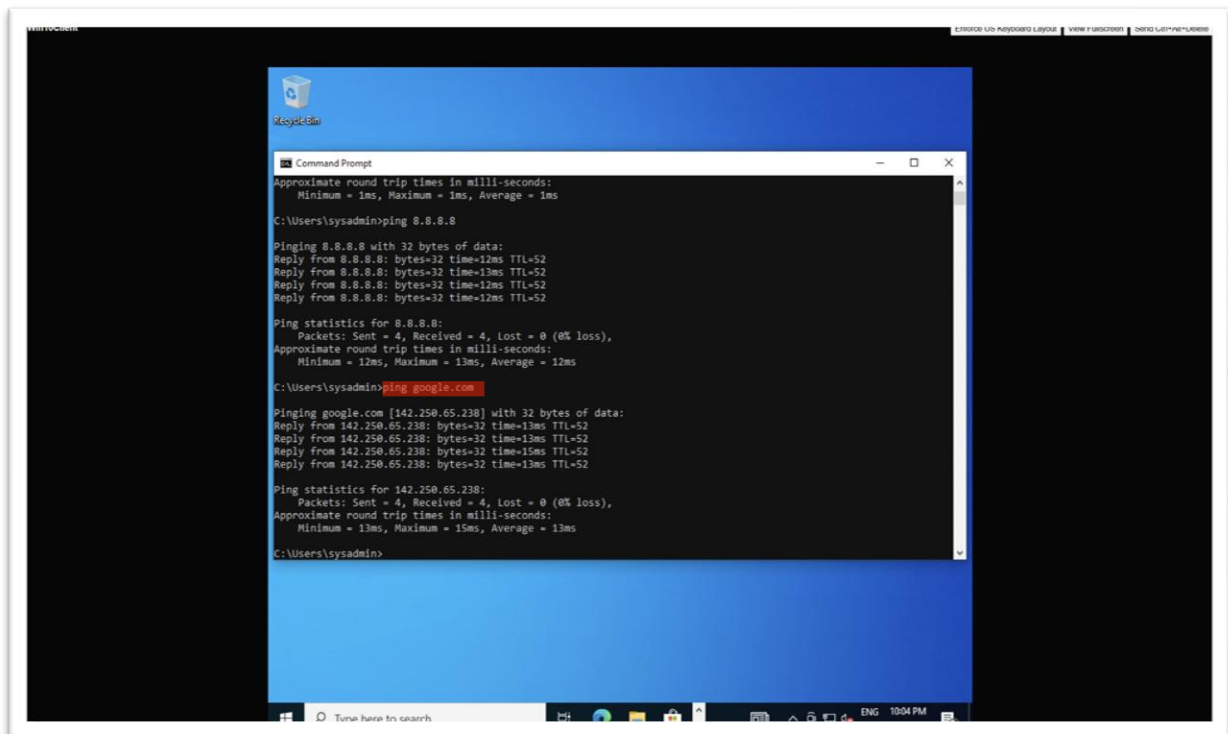 Win10Client
Enforce US Keyboard Layout View Fullscreen Send Ctrl+Alt+Delete
Recycle Bin
Command Prompt
Approximate round trip times in milli-seconds:
Minimum = 1ms, Maximum = 1ms, Average = 1ms
C:\Users\sysadmin>ping 8.8.8.8
Pinging 8.8.8.8 with 32 bytes of data:
Reply from 8.8.8.8: bytes=32 time=12ms TTL=52
Reply from 8.8.8.8: bytes=32 time=13ms TTL=52
Reply from 8.8.8.8: bytes=32 time=12ms TTL=52
Reply from 8.8.8.8: bytes=32 time=12ms TTL=52
Ping statistics for 8.8.8.8:
Packets: Sent = 4, Received = 4, Lost = 0 (0% loss),
Approximate round trip times in milli-seconds:
Minimum = 12ms, Maximum = 13ms, Average = 12ms
C:\Users\sysadmin>ping google.com
Pinging google.com [142.250.65.238] with 32 bytes of data:
Reply from 142.250.65.238: bytes=32 time=13ms TTL=52
Reply from 142.250.65.238: bytes=32 time=13ms TTL=52
Reply from 142.250.65.238: bytes=32 time=15ms TTL=52
Reply from 142.250.65.238: bytes=32 time=13ms TTL=52
Ping statistics for 142.250.65.238:
Packets: Sent = 4, Received = 4, Lost = 0 (0% loss),
Approximate round trip times in milli-seconds:
Minimum = 13ms, Maximum = 15ms, Average = 13ms
C:\Users\sysadmin>
Type here to search
ENG 10:04 PM